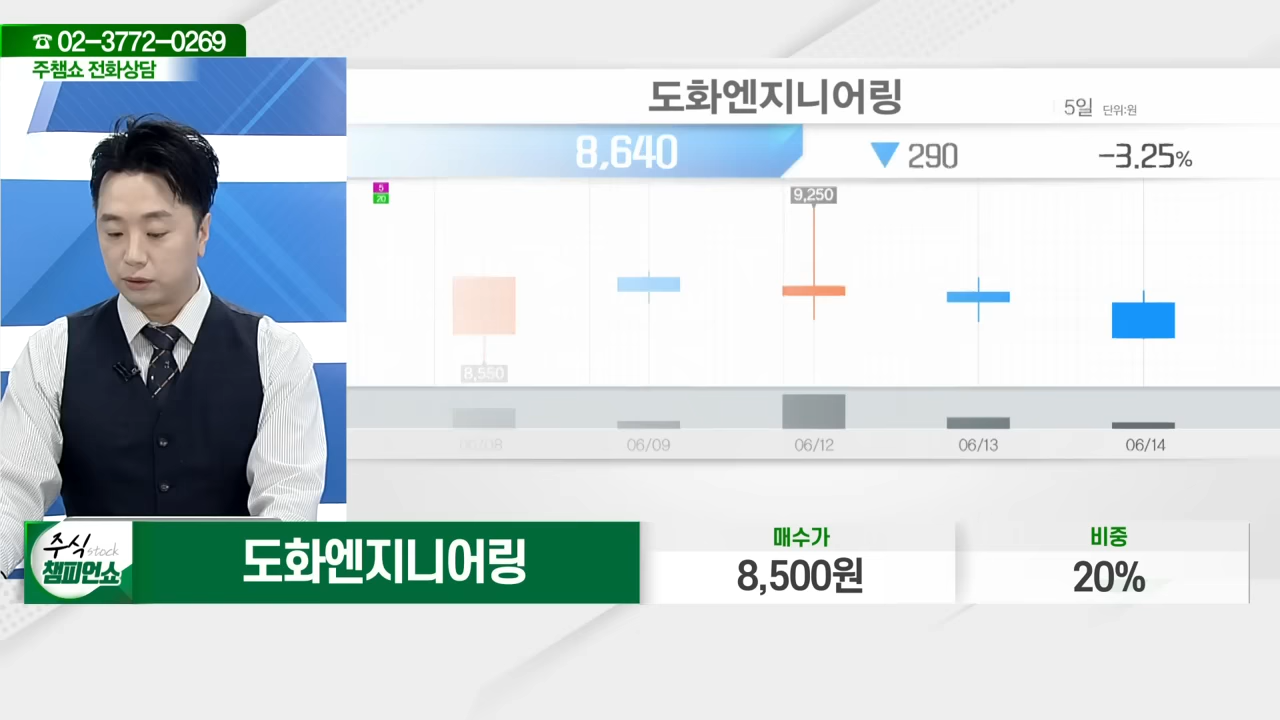 ☎ 02-3772-0269
주챔쇼 전화상담
도화엔지니어링
5일 단위:원
8,640 ▼ 290 -3.25%
5
20
9,250
8,550
06/08 06/09 06/12 06/13 06/14
주식 stock
챔피언쇼
도화엔지니어링
매수가
8,500원
비중
20%